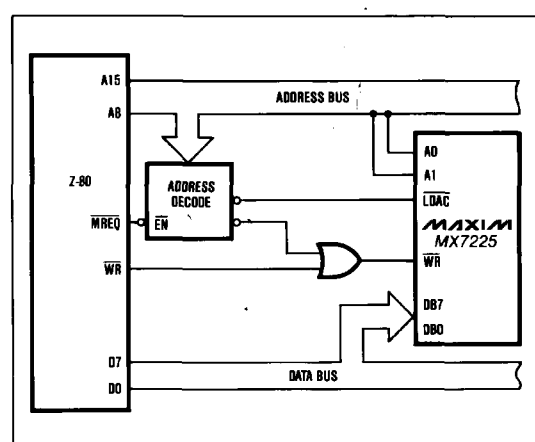 A15
ADDRESS BUS
A8
Z-80
ADDRESS
DECODE
MREQ
EN
WR
A0
A1
LDAC
MAXIM
MX7225
WR
DB7
DB0
D7
DATA BUS
D0